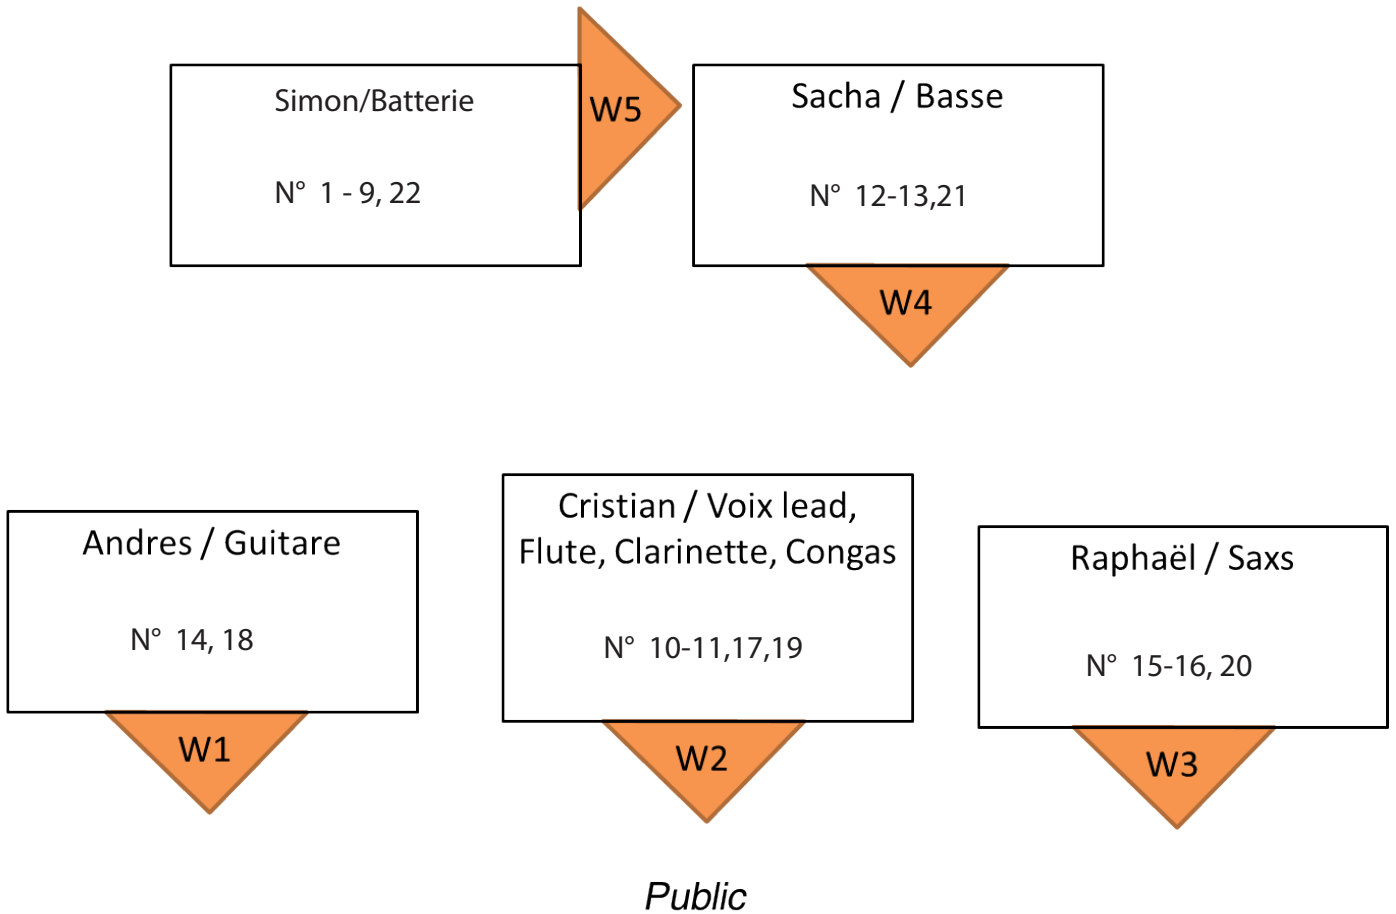 Simon/Batterie
N° 1 - 9, 22
W5
Sacha / Basse
N° 12-13,21
W4
Andres / Guitare
N° 14, 18
W1
Cristian / Voix lead,
Flute, Clarinette, Congas
N° 10-11,17,19
W2
Raphaël / Saxs
N° 15-16, 20
W3
Public